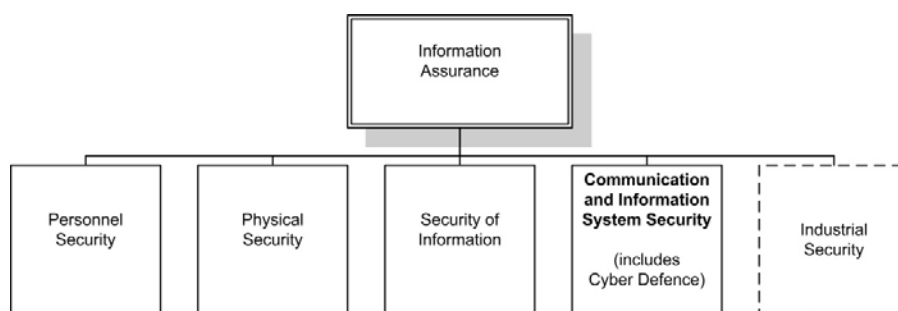 Information
Assurance
Personnel
Security
Physical
Security
Security of
Information
Communication
and Information
System Security
(includes
Cyber Defence)
Industrial
Security